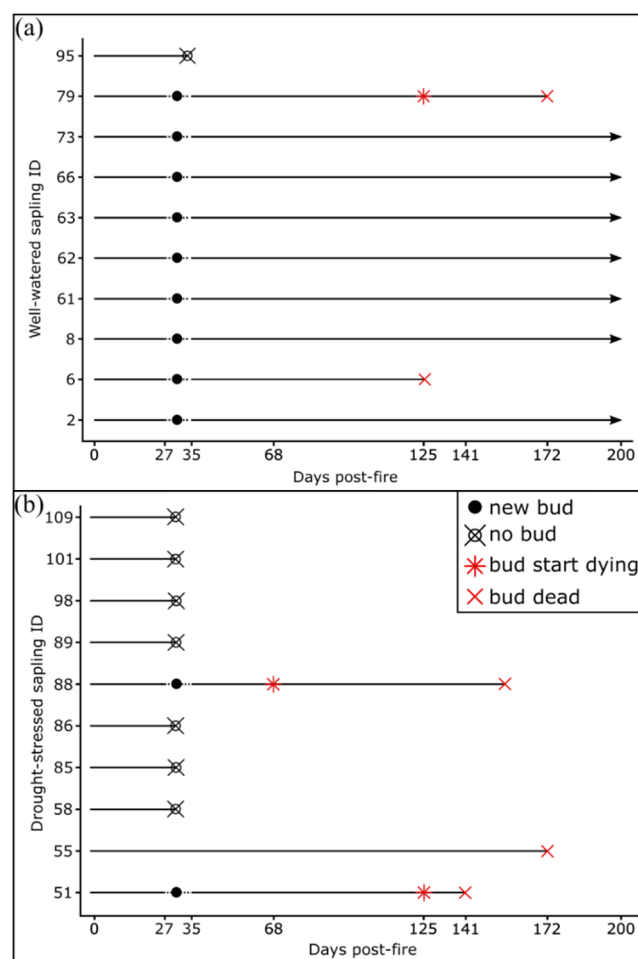 (a)
95
79
73
66
63
62
61
8
6
2
Well-watered sapling ID
0 27 35 68 125 141 172 200
Days post-fire
(b)
109
101
98
89
88
86
85
58
55
51
Drought-stressed sapling ID
new bud
no bud
bud start dying
bud dead
0 27 35 68 125 141 172 200
Days post-fire